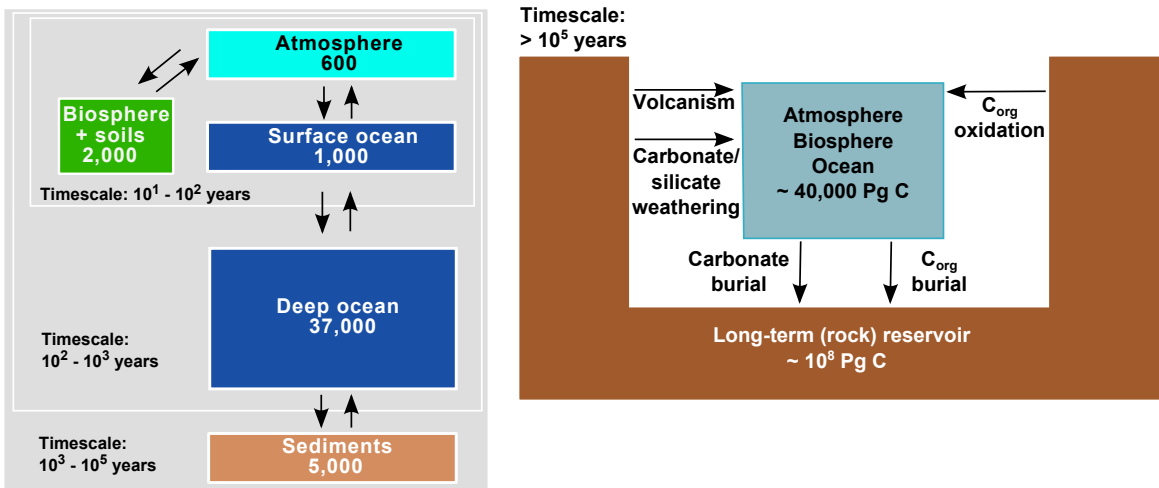 Atmosphere
600
Biosphere
+ soils
2,000
Surface ocean
1,000
Timescale: 10¹ - 10² years
Deep ocean
37,000
Timescale:
10² - 10³ years
Sediments
5,000
Timescale:
10³ - 10⁵ years
Timescale:
> 10⁵ years
Volcanism
Carbonate/
silicate
weathering
Atmosphere
Biosphere
Ocean
~ 40,000 Pg C
C_org
oxidation
Carbonate
burial
C_org
burial
Long-term (rock) reservoir
~ 10⁸ Pg C